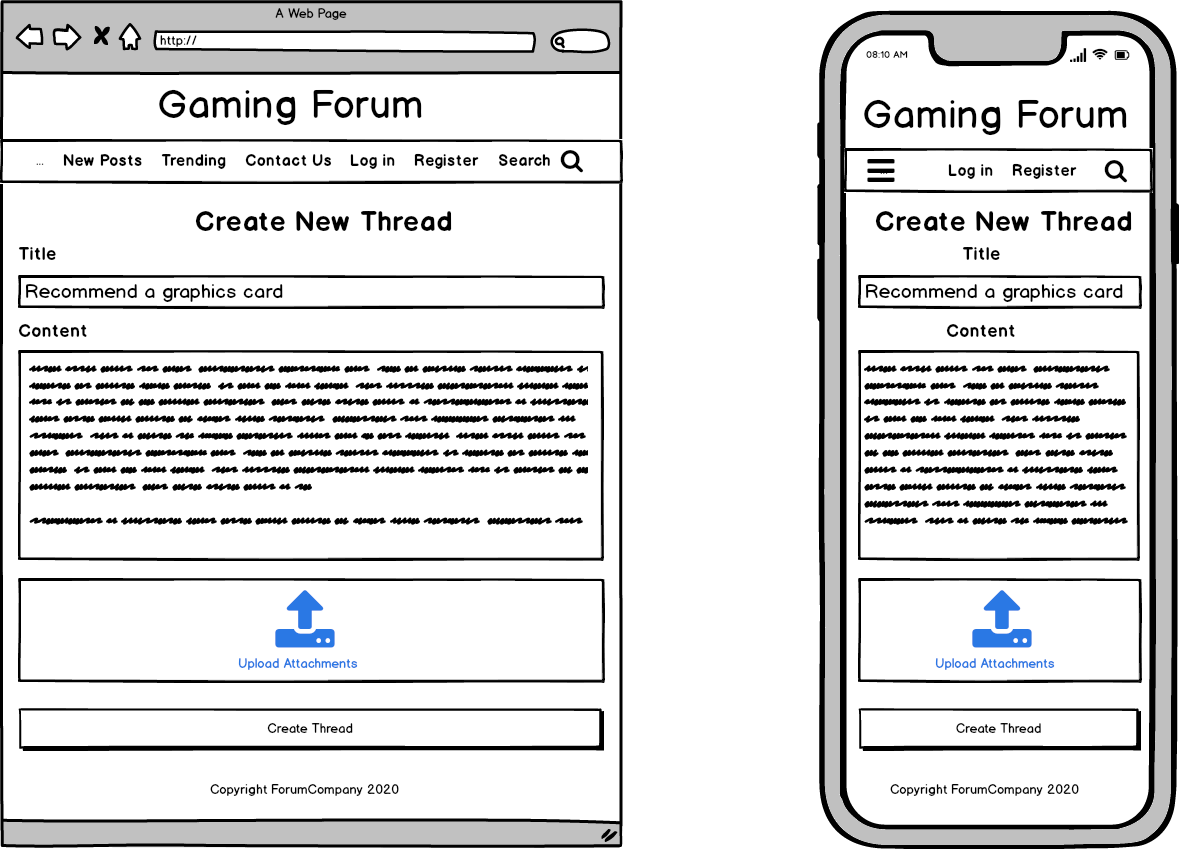 A Web Page
http://
Gaming Forum
... New Posts Trending Contact Us Log in Register Search
Create New Thread
Title
Recommend a graphics card
Content
Upload Attachments
Create Thread
Copyright ForumCompany 2020
08:10 AM
Gaming Forum
Log in Register
Create New Thread
Title
Recommend a graphics card
Content
Upload Attachments
Create Thread
Copyright ForumCompany 2020